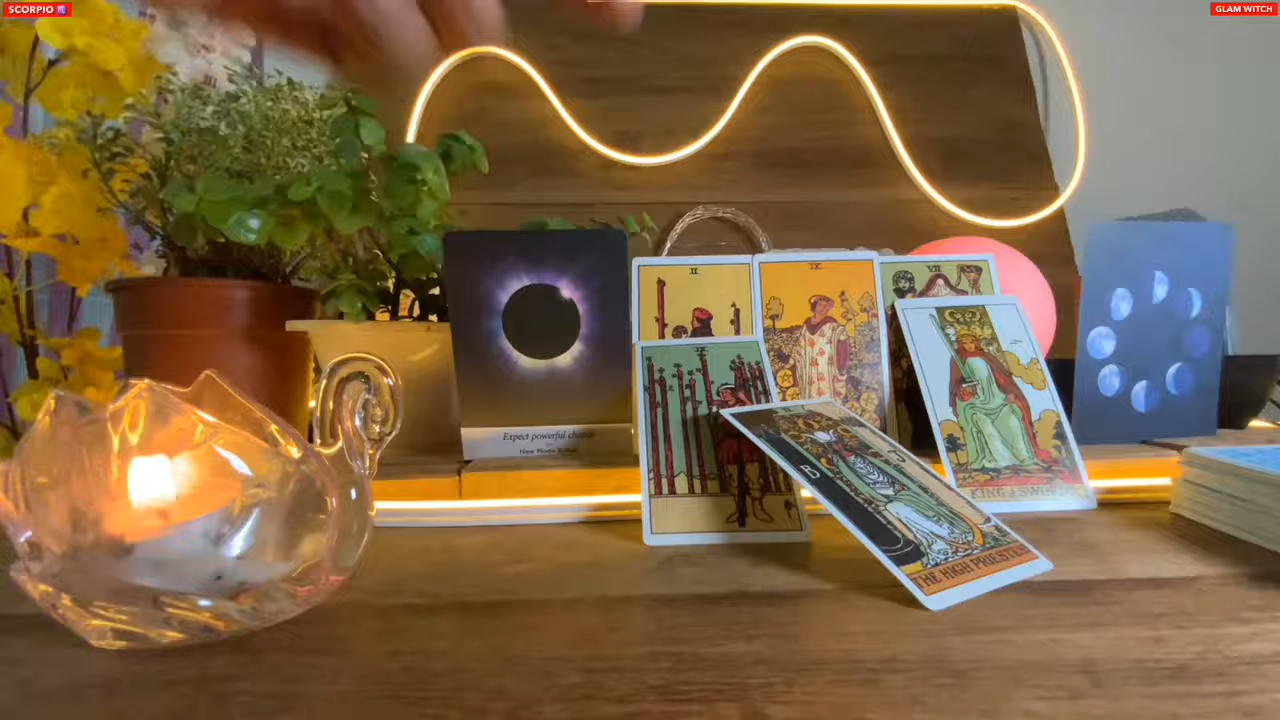 SCORPIO ♏
GLAM WITCH
Expect powerful change
II
IX
VII
KING of SWORDS
B
THE HIGH PRIESTESS